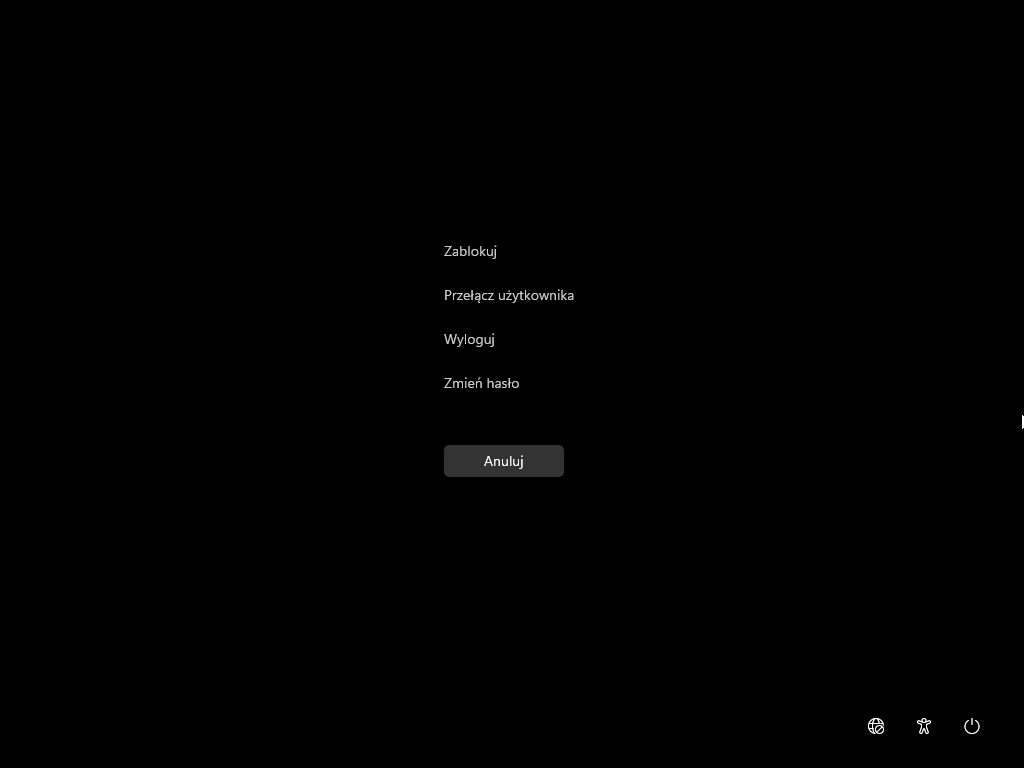 Zablokuj
Przełącz użytkownika
Wyloguj
Zmień hasło
Anuluj